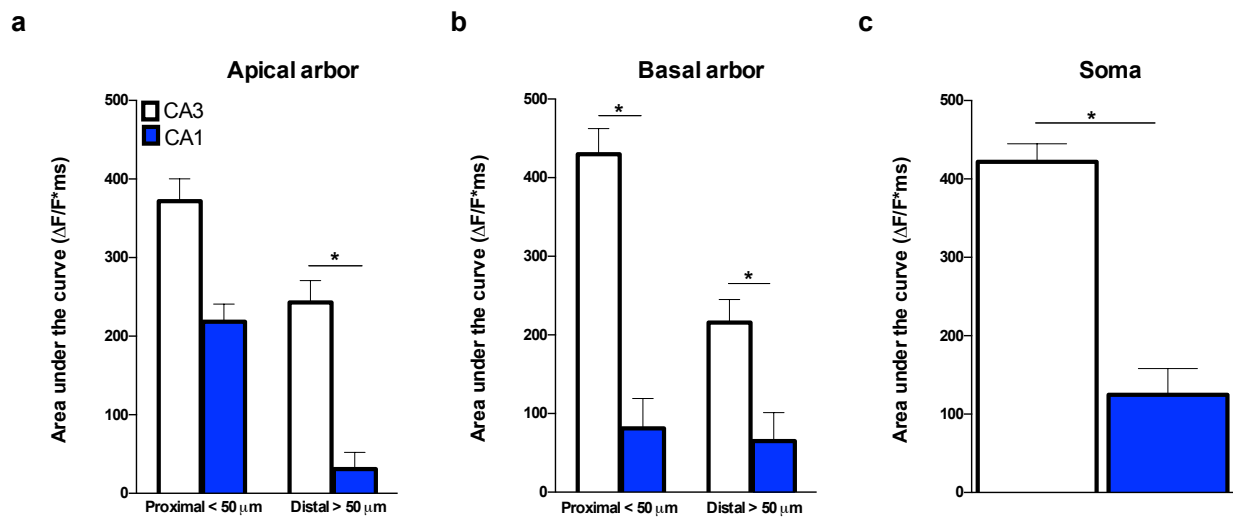 a
Apical arbor
CA3
CA1
Area under the curve (ΔF/F*ms)
500
400
300
200
100
0
*
Proximal < 50 μm
Distal > 50 μm
b
Basal arbor
Area under the curve (ΔF/F*ms)
500
400
300
200
100
0
*
*
Proximal < 50 μm
Distal > 50 μm
c
Soma
Area under the curve (ΔF/F*ms)
500
400
300
200
100
0
*